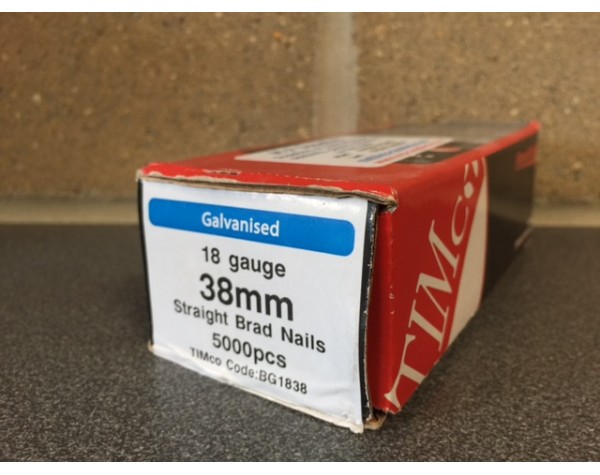 Galvanised
18 gauge
38mm
Straight Brad Nails
5000pcs
TIMco Code:BG1838
TIMco